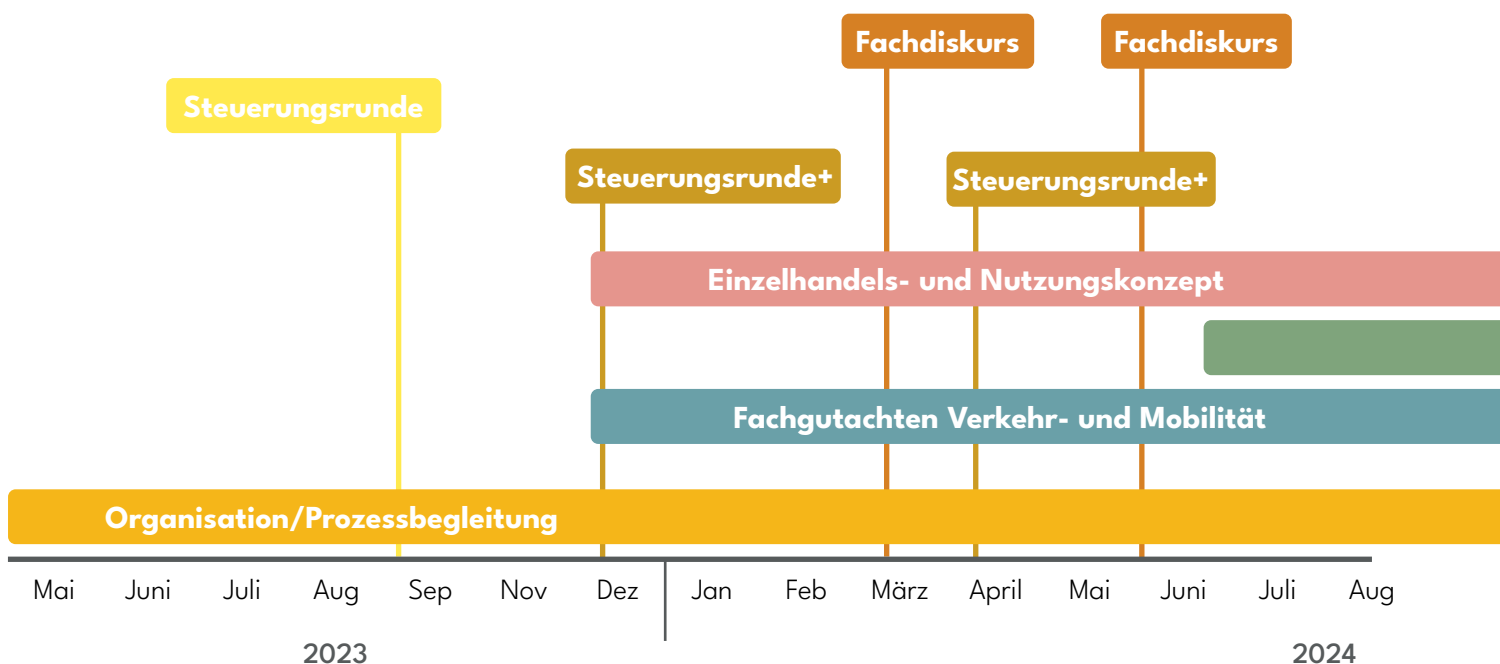 Fachdiskurs
Fachdiskurs
Steuerungsrunde
Steuerungsrunde+
Steuerungsrunde+
Einzelhandels- und Nutzungskonzept
Fachgutachten Verkehr- und Mobilität
Organisation/Prozessbegleitung
Mai Juni Juli Aug Sep Nov Dez Jan Feb März April Mai Juni Juli Aug
2023 2024